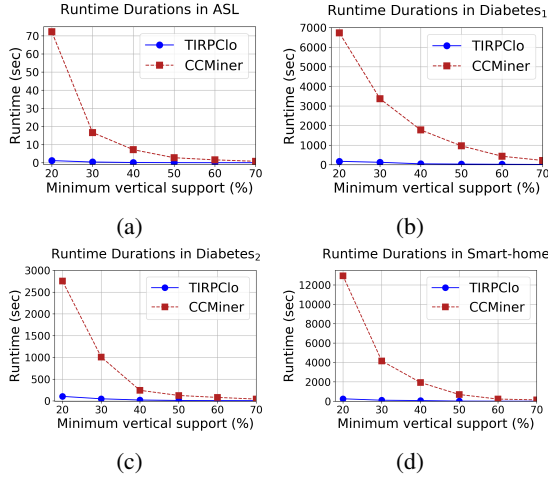 Runtime Durations in ASL
Runtime (sec)
70
60
50
40
30
20
10
0
TIRPClo
CCMiner
20 30 40 50 60 70
Minimum vertical support (%)
(a)
Runtime Durations in Diabetes₁
Runtime (sec)
7000
6000
5000
4000
3000
2000
1000
0
TIRPClo
CCMiner
20 30 40 50 60 70
Minimum vertical support (%)
(b)
Runtime Durations in Diabetes₂
Runtime (sec)
3000
2500
2000
1500
1000
500
0
TIRPClo
CCMiner
20 30 40 50 60 70
Minimum vertical support (%)
(c)
Runtime Durations in Smart-home
Runtime (sec)
12000
10000
8000
6000
4000
2000
0
TIRPClo
CCMiner
20 30 40 50 60 70
Minimum vertical support (%)
(d)